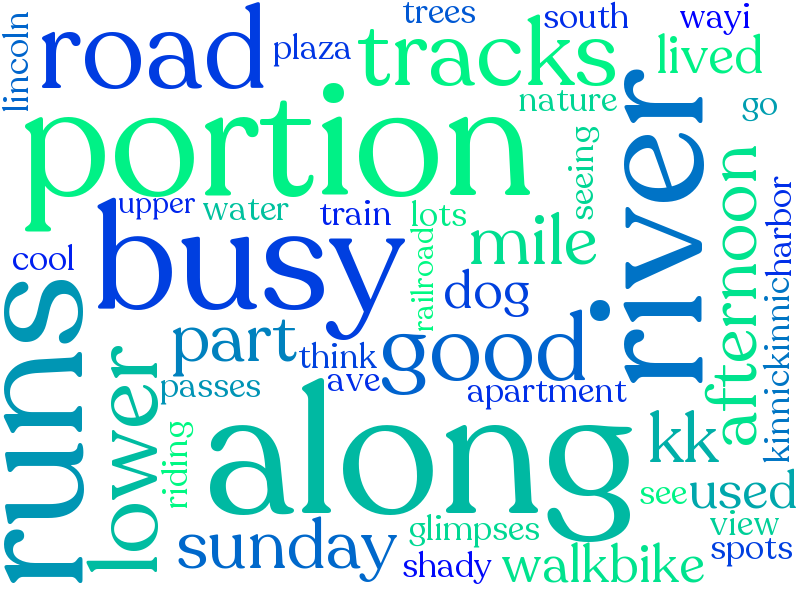 lincoln
road
plaza
trees
south
wayi
tracks
lived
nature
go
portion
river
seeing
upper
water
train
lots
cool
busy
railroad
mile
afternoon
harbor
dog
runs
lower
part
think
good
kinnickinnic
passes
ave
apartment
riding
along
kk
see
used
sunday
glimpses
view
shady
walkbike
spots